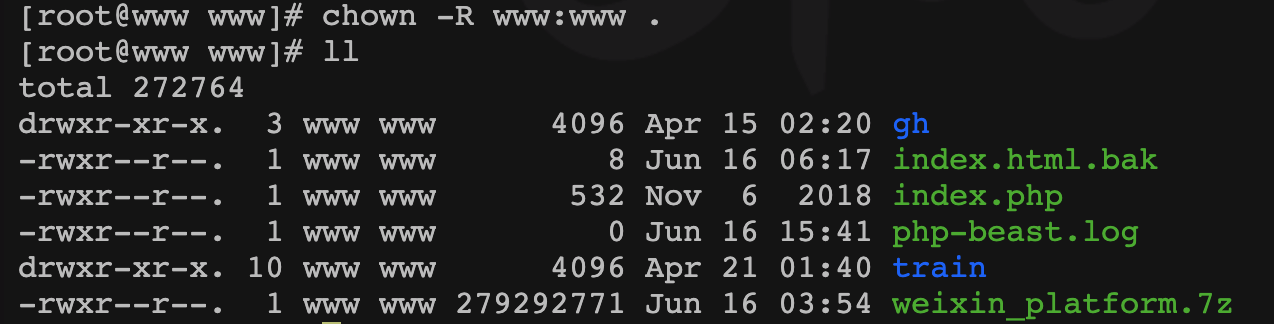 [root@www www]# chown -R www:www .
[root@www www]# ll
total 272764
drwxr-xr-x.  3 www www      4096 Apr 15 02:20 gh
-rwxr--r--.  1 www www         8 Jun 16 06:17 index.html.bak
-rwxr--r--.  1 www www       532 Nov  6  2018 index.php
-rwxr--r--.  1 www www         0 Jun 16 15:41 php-beast.log
drwxr-xr-x. 10 www www      4096 Apr 21 01:40 train
-rwxr--r--.  1 www www 279292771 Jun 16 03:54 weixin_platform.7z